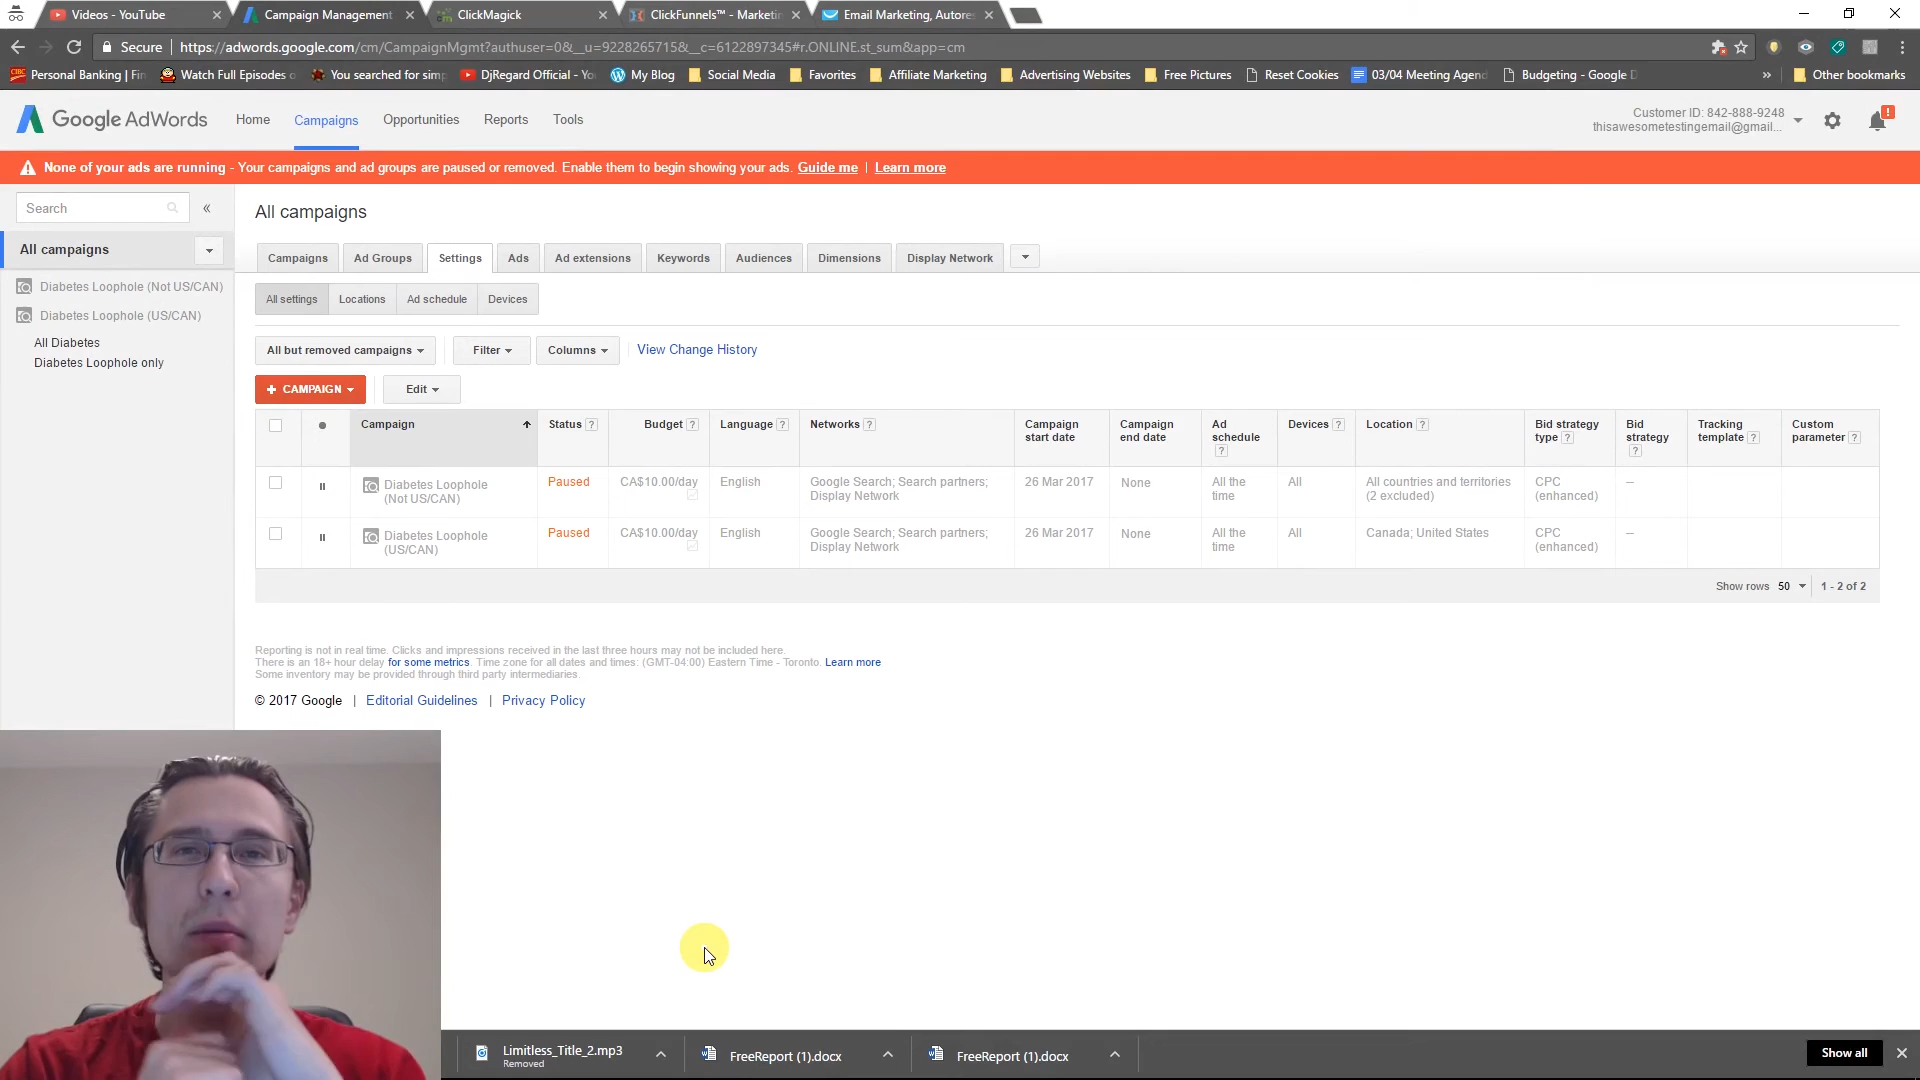 Videos - YouTube
Campaign Management
ClickMagick
ClickFunnels™ - Marketin
Email Marketing, Autores
Secure
https://adwords.google.com/cm/CampaignMgmt?authuser=0&__u=9228265715&__c=6122897345#r.ONLINE.st_sum&app=cm
CIBC Personal Banking | Fin
Watch Full Episodes o
You searched for simp
DjRegard Official - Yo
My Blog
Social Media
Favorites
Affiliate Marketing
Advertising Websites
Free Pictures
Reset Cookies
03/04 Meeting Agend
Budgeting - Google D
»
Other bookmarks
Google AdWords
Home
Campaigns
Opportunities
Reports
Tools
Customer ID: 842-888-9248
thisawesometestingemail@gmail...
!
None of your ads are running - Your campaigns and ad groups are paused or removed. Enable them to begin showing your ads. Guide me | Learn more
Search
«
All campaigns
All campaigns
Diabetes Loophole (Not US/CAN)
Diabetes Loophole (US/CAN)
All Diabetes
Diabetes Loophole only
Campaigns
Ad Groups
Settings
Ads
Ad extensions
Keywords
Audiences
Dimensions
Display Network
All settings
Locations
Ad schedule
Devices
All but removed campaigns
Filter
Columns
View Change History
+ CAMPAIGN
Edit
Campaign
Status ?
Budget ?
Language ?
Networks ?
Campaign start date
Campaign end date
Ad schedule ?
Devices ?
Location ?
Bid strategy type ?
Bid strategy ?
Tracking template ?
Custom parameter ?
Diabetes Loophole (Not US/CAN)
Paused
CA$10.00/day
English
Google Search; Search partners; Display Network
26 Mar 2017
None
All the time
All
All countries and territories (2 excluded)
CPC (enhanced)
--
Diabetes Loophole (US/CAN)
Paused
CA$10.00/day
English
Google Search; Search partners; Display Network
26 Mar 2017
None
All the time
All
Canada; United States
CPC (enhanced)
--
Show rows 50
1 - 2 of 2
Reporting is not in real time. Clicks and impressions received in the last three hours may not be included here.
There is an 18+ hour delay for some metrics. Time zone for all dates and times: (GMT-04:00) Eastern Time - Toronto. Learn more
Some inventory may be provided through third party intermediaries.
© 2017 Google | Editorial Guidelines | Privacy Policy
Limitless_Title_2.mp3
Removed
FreeReport (1).docx
FreeReport (1).docx
Show all